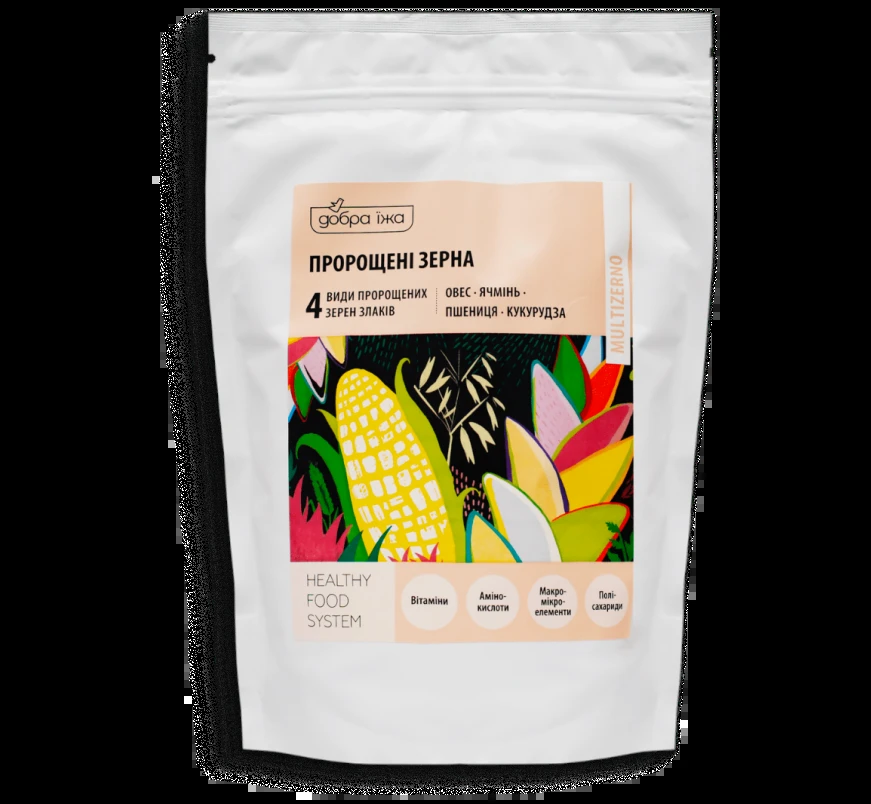 добра їжа
ПРОРОЩЕНІ ЗЕРНА
4 ВИДИ ПРОРОЩЕНИХ
ЗЕРЕН ЗЛАКІВ
ОВЕС · ЯЧМІНЬ ·
ПШЕНИЦЯ · КУКУРУДЗА
MULTIZERNO
HEALTHY
FOOD
SYSTEM
Вітаміни
Аміно-
кислоти
Макро-
мікро-
елементи
Полі-
сахариди